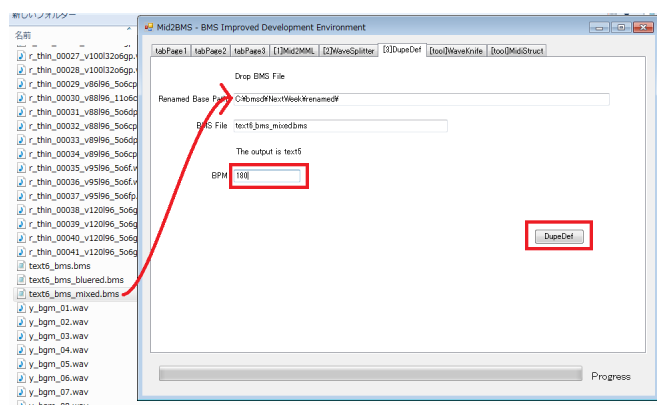 新しいフォルダー
名前
r_thin_00027_v100l32o6gp.
r_thin_00028_v100l32o6gp.
r_thin_00029_v86l96_5o6cp
r_thin_00030_v88l96_11o6c
r_thin_00031_v88l96_5o6dp
r_thin_00032_v88l96_5o6cp
r_thin_00033_v89l96_5o6dp
r_thin_00034_v89l96_5o6cp
r_thin_00035_v95l96_5o6f.w
r_thin_00036_v95l96_5o6f.w
r_thin_00037_v95l96_5o6fp.
r_thin_00038_v120l96_5o6g
r_thin_00039_v120l96_5o6g
r_thin_00040_v120l96_5o6g
r_thin_00041_v120l96_5o6g
text6_bms.bms
text6_bms_bluered.bms
text6_bms_mixed.bms
y_bgm_01.wav
y_bgm_02.wav
y_bgm_03.wav
y_bgm_04.wav
y_bgm_05.wav
y_bgm_06.wav
y_bgm_07.wav
Mid2BMS - BMS Improved Development Environment
tabPage1 tabPage2 tabPage3 [1]Mid2MML [2]WaveSplitter [3]DupeDef [tool]WaveKnife [tool]MidiStruct
Drop BMS File
Renamed Base Path C:¥bmsd¥NextWeek¥renamed¥
BMS File text6_bms_mixed.bms
The output is text5
BPM 180
DupeDef
Progress